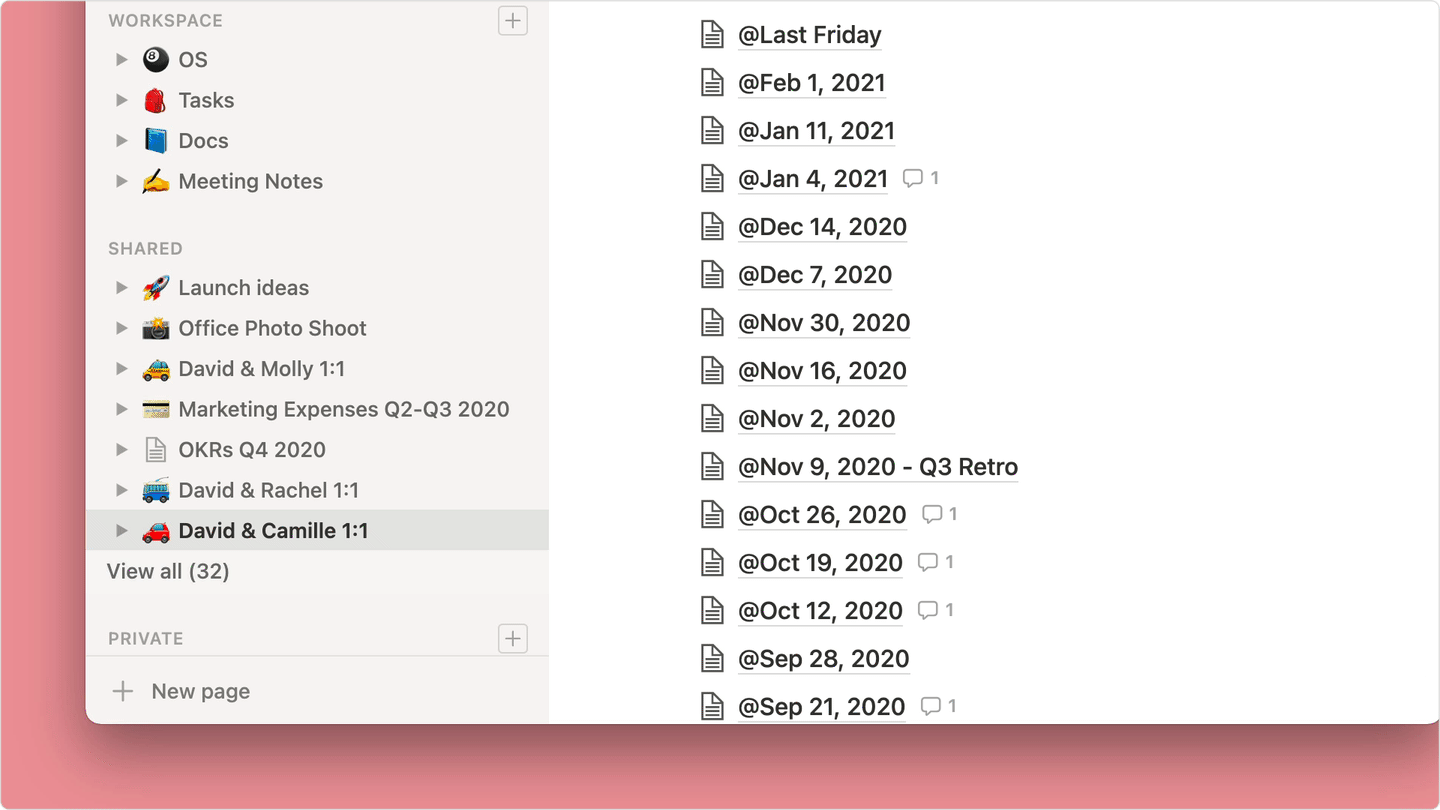 WORKSPACE
OS
Tasks
Docs
Meeting Notes
SHARED
Launch ideas
Office Photo Shoot
David & Molly 1:1
Marketing Expenses Q2-Q3 2020
OKRs Q4 2020
David & Rachel 1:1
David & Camille 1:1
View all (32)
PRIVATE
New page
@Last Friday
@Feb 1, 2021
@Jan 11, 2021
@Jan 4, 2021 1
@Dec 14, 2020
@Dec 7, 2020
@Nov 30, 2020
@Nov 16, 2020
@Nov 2, 2020
@Nov 9, 2020 - Q3 Retro
@Oct 26, 2020 1
@Oct 19, 2020 1
@Oct 12, 2020 1
@Sep 28, 2020
@Sep 21, 2020 1